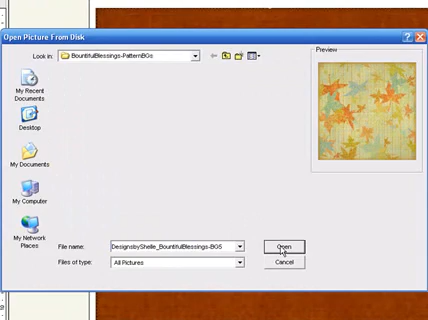 Open Picture From Disk
Look in:
BountifulBlessings-PatternBGs
Preview
My Recent
Documents
Desktop
My Documents
My Computer
My Network
Places
File name:
DesignsbyShelle_BountifulBlessings-BG5
Open
Files of type:
All Pictures
Cancel